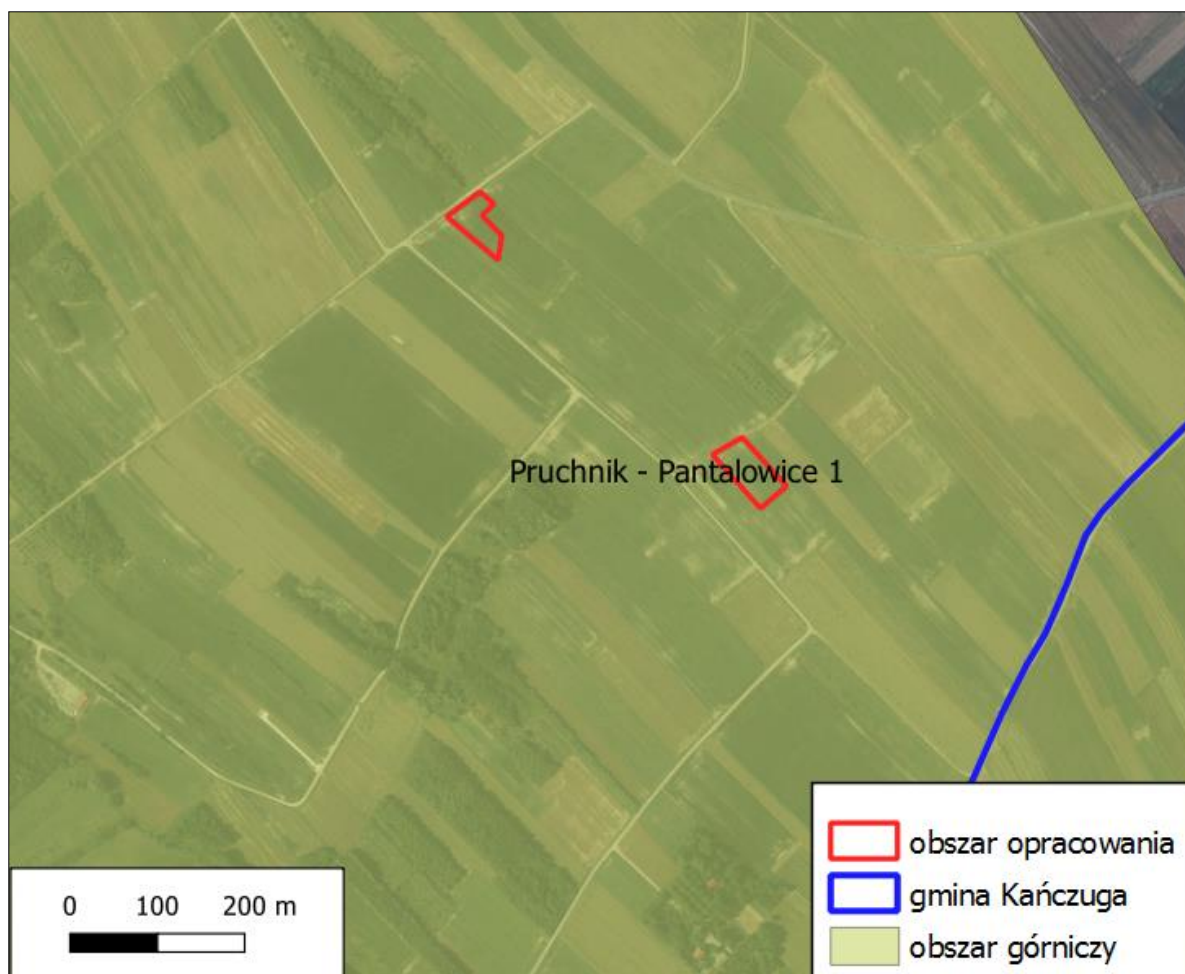 Pruchnik - Pantalowice 1
0 100 200 m
obszar opracowania
gmina Kańczuga
obszar górniczy